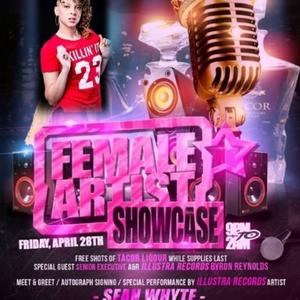 KILLIN' IT
23
FEMALE
ARTIST
SHOWCASE
9PM
TO
2AM
FRIDAY, APRIL 28TH
FREE SHOTS OF TACOR LIQOUR WHILE SUPPLIES LAST
SPECIAL GUEST SENIOR EXECUTIVE A&R ILLUSTRA RECORDS BYRON REYNOLDS
MEET & GREET / AUTOGRAPH SIGNING / SPECIAL PERFORMANCE BY ILLUSTRA RECORDS ARTIST
- SEAN WHYTE -